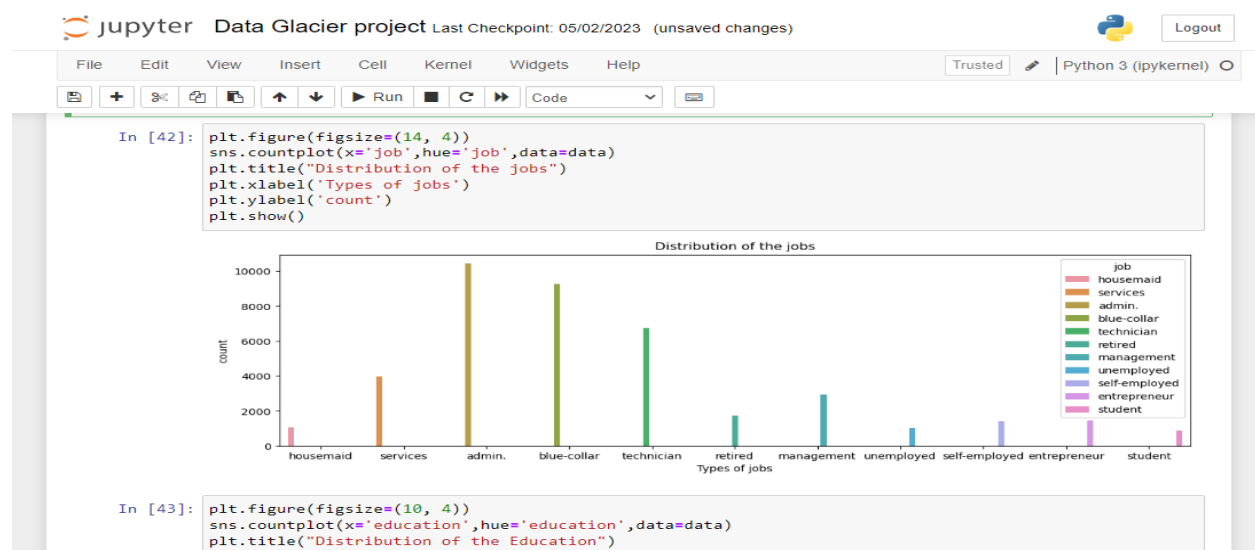 jupyter Data Glacier project Last Checkpoint: 05/02/2023 (unsaved changes) Logout
File Edit View Insert Cell Kernel Widgets Help Trusted Python 3 (ipykernel)
Run Code
In [42]: plt.figure(figsize=(14, 4))
sns.countplot(x='job',hue='job',data=data)
plt.title("Distribution of the jobs")
plt.xlabel('Types of jobs')
plt.ylabel('count')
plt.show()
Distribution of the jobs
10000
8000
6000
4000
2000
0
count
job
housemaid
services
admin.
blue-collar
technician
retired
management
unemployed
self-employed
entrepreneur
student
housemaid services admin. blue-collar technician retired management unemployed self-employed entrepreneur student
Types of jobs
In [43]: plt.figure(figsize=(10, 4))
sns.countplot(x='education',hue='education',data=data)
plt.title("Distribution of the Education")